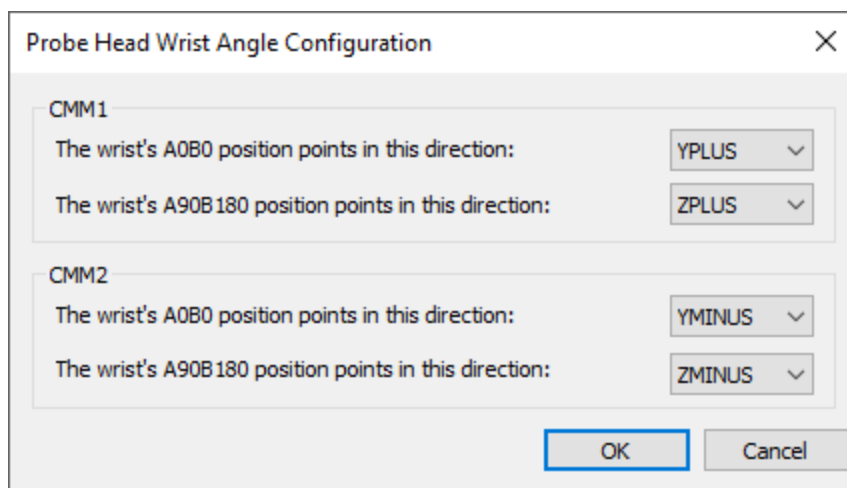 Probe Head Wrist Angle Configuration
CMM1
The wrist's A0B0 position points in this direction: YPLUS
The wrist's A90B180 position points in this direction: ZPLUS
CMM2
The wrist's A0B0 position points in this direction: YMINUS
The wrist's A90B180 position points in this direction: ZMINUS
OK Cancel